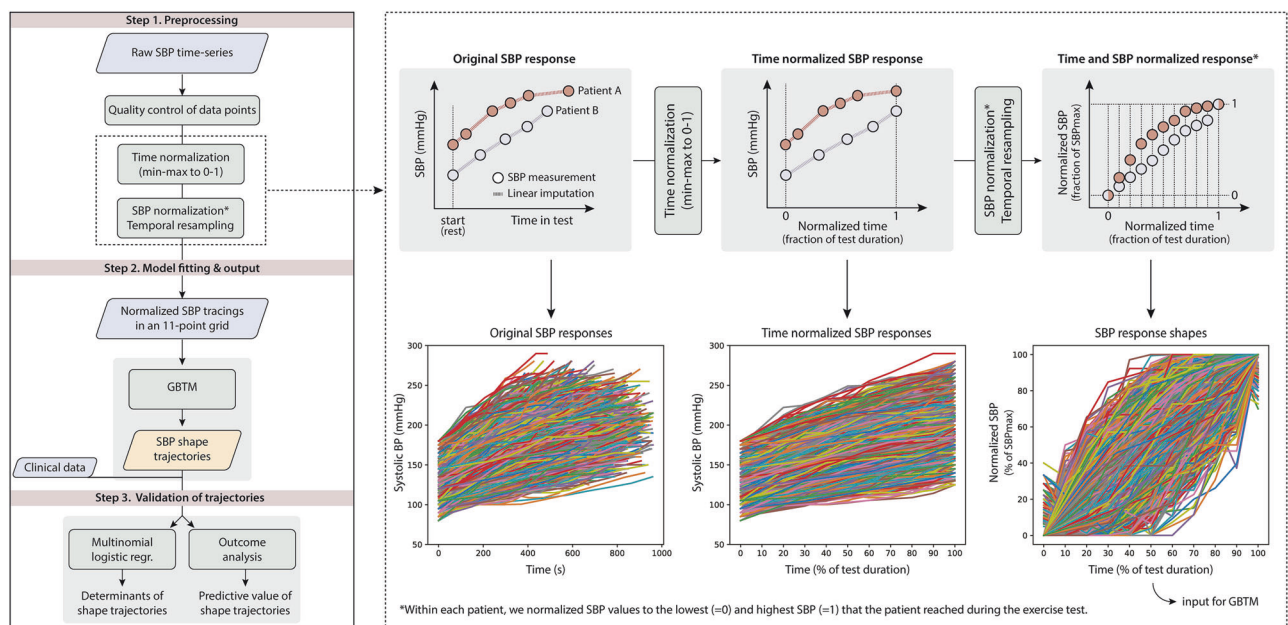 Step 1. Preprocessing
Raw SBP time-series
Quality control of data points
Time normalization
(min-max to 0-1)
SBP normalization*
Temporal resampling
Step 2. Model fitting & output
Normalized SBP tracings
in an 11-point grid
GBTM
SBP shape
trajectories
Clinical data
Step 3. Validation of trajectories
Multinomial
logistic regr.
Outcome
analysis
Determinants of
shape trajectories
Predictive value of
shape trajectories
Original SBP response
SBP (mmHg)
Patient A
Patient B
SBP measurement
Linear imputation
start
(rest)
Time in test
Time normalization
(min-max to 0-1)
Time normalized SBP response
SBP (mmHg)
0
1
Normalized time
(fraction of test duration)
SBP normalization*
Temporal resampling
Time and SBP normalized response*
Normalized SBP
(fraction of SBPmax)
1
0
0
1
Normalized time
(fraction of test duration)
Original SBP responses
Systolic BP (mmHg)
300
250
200
150
100
50
0 200 400 600 800 1000
Time (s)
Time normalized SBP responses
Systolic BP (mmHg)
300
250
200
150
100
50
0 10 20 30 40 50 60 70 80 90 100
Time (% of test duration)
SBP response shapes
Normalized SBP
(% of SBPmax)
100
80
60
40
20
0
0 10 20 30 40 50 60 70 80 90 100
Time (% of test duration)
input for GBTM
*Within each patient, we normalized SBP values to the lowest (=0) and highest SBP (=1) that the patient reached during the exercise test.